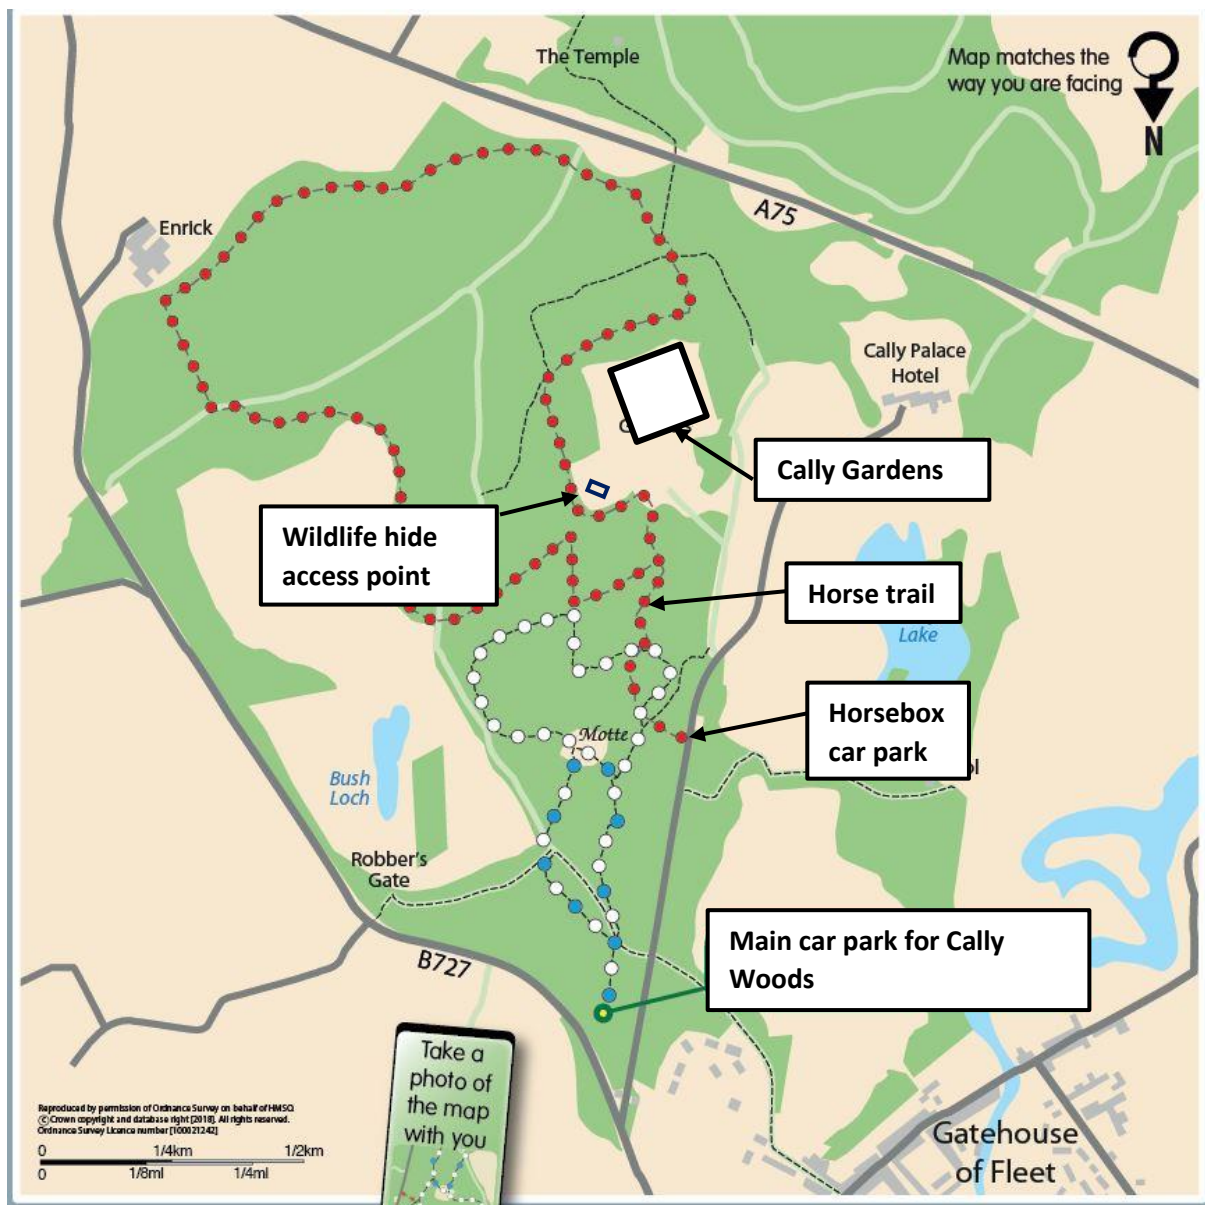 The Temple
Map matches the
way you are facing
N
A75
Enrick
Cally Palace
Hotel
Cally Gardens
Wildlife hide
access point
Horse trail
Lake
Horsebox
car park
Motte
Bush
Loch
Robber's
Gate
Main car park for Cally
Woods
B727
Take a
photo of
the map
with you
Reproduced by permission of Ordnance Survey on behalf of HMSO.
© Crown copyright and database right [2018]. All rights reserved.
Ordnance Survey Licence number [100021242]
0 1/4km 1/2km
0 1/8ml 1/4ml
Gatehouse
of Fleet